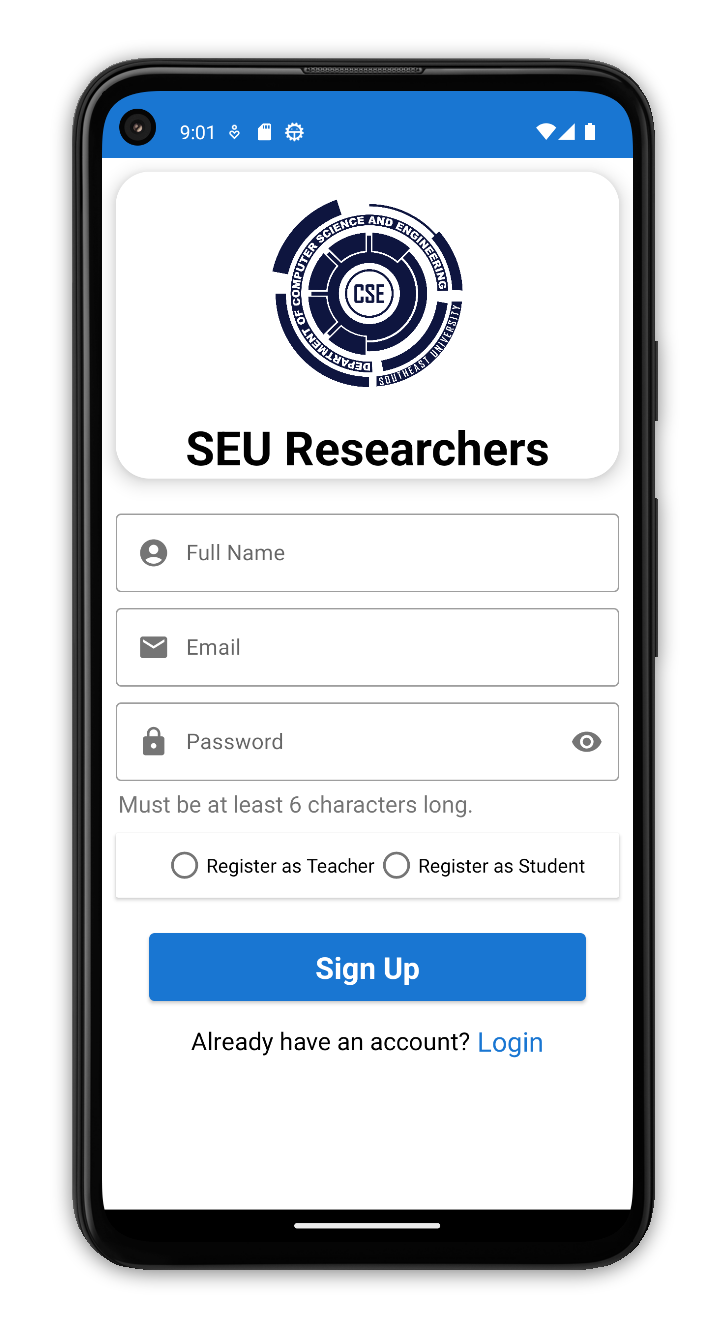 9:01
DEPARTMENT OF COMPUTER SCIENCE AND ENGINEERING
SOUTHEAST UNIVERSITY
CSE
SEU Researchers
Full Name
Email
Password
Must be at least 6 characters long.
Register as Teacher Register as Student
Sign Up
Already have an account? Login